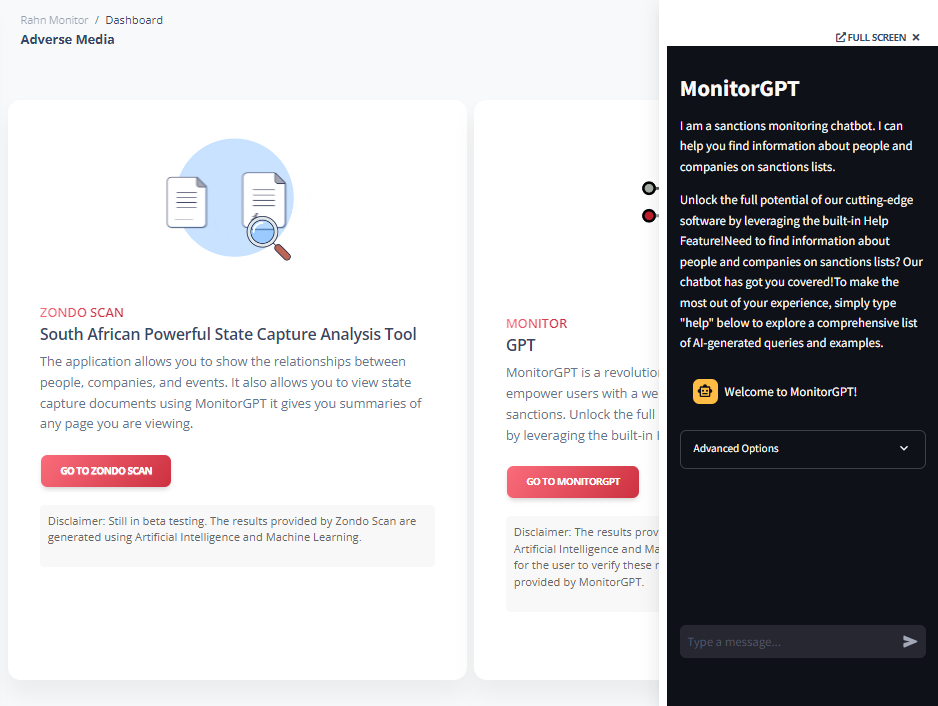 Rahn Monitor / Dashboard
Adverse Media
ZONDO SCAN
South African Powerful State Capture Analysis Tool
The application allows you to show the relationships between
people, companies, and events. It also allows you to view state
capture documents using MonitorGPT it gives you summaries of
any page you are viewing.
GO TO ZONDO SCAN
Disclaimer: Still in beta testing. The results provided by Zondo Scan are
generated using Artificial Intelligence and Machine Learning.
MONITOR
GPT
MonitorGPT is a revolution
empower users with a we
sanctions. Unlock the full
by leveraging the built-in
GO TO MONITORGPT
Disclaimer: The results prov
Artificial Intelligence and Ma
for the user to verify these
provided by MonitorGPT.
FULL SCREEN ×
MonitorGPT
I am a sanctions monitoring chatbot. I can
help you find information about people and
companies on sanctions lists.
Unlock the full potential of our cutting-edge
software by leveraging the built-in Help
Feature!Need to find information about
people and companies on sanctions lists? Our
chatbot has got you covered!To make the
most out of your experience, simply type
"help" below to explore a comprehensive list
of AI-generated queries and examples.
Welcome to MonitorGPT!
Advanced Options
Type a message...